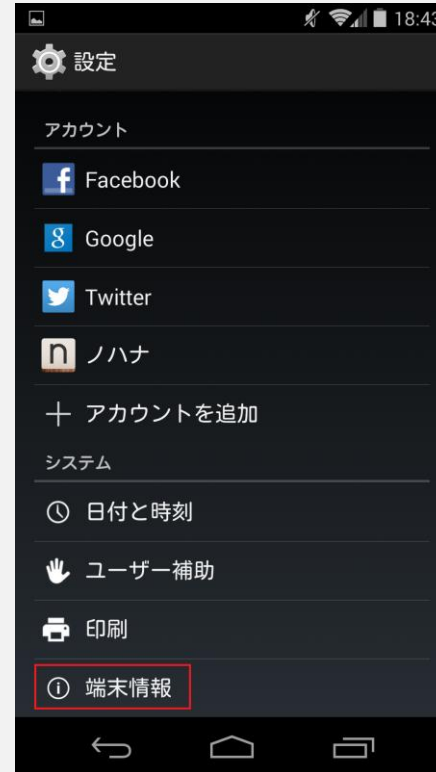 18:43
設定
アカウント
Facebook
Google
Twitter
ノハナ
アカウントを追加
システム
日付と時刻
ユーザー補助
印刷
端末情報